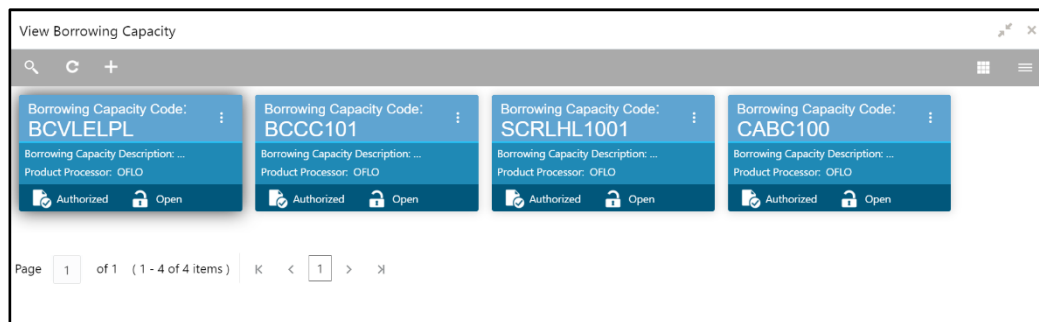 View Borrowing Capacity
Borrowing Capacity Code:
BCVLELPL
Borrowing Capacity Description: ...
Product Processor: OFLO
Authorized Open
Borrowing Capacity Code:
BCCC101
Borrowing Capacity Description: ...
Product Processor: OFLO
Authorized Open
Borrowing Capacity Code:
SCRLHL1001
Borrowing Capacity Description: ...
Product Processor: OFLO
Authorized Open
Borrowing Capacity Code:
CABC100
Borrowing Capacity Description: ...
Product Processor: OFLO
Authorized Open
Page 1 of 1 ( 1 - 4 of 4 items ) 1